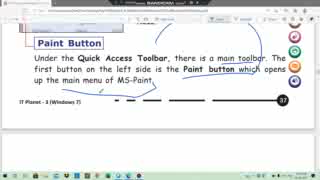 Paint Button
Under the Quick Access Toolbar, there is a main toolbar. The
first button on the left side is the Paint button which opens
up the main menu of MS-Paint.
IT Planet - 3 (Windows 7)
37